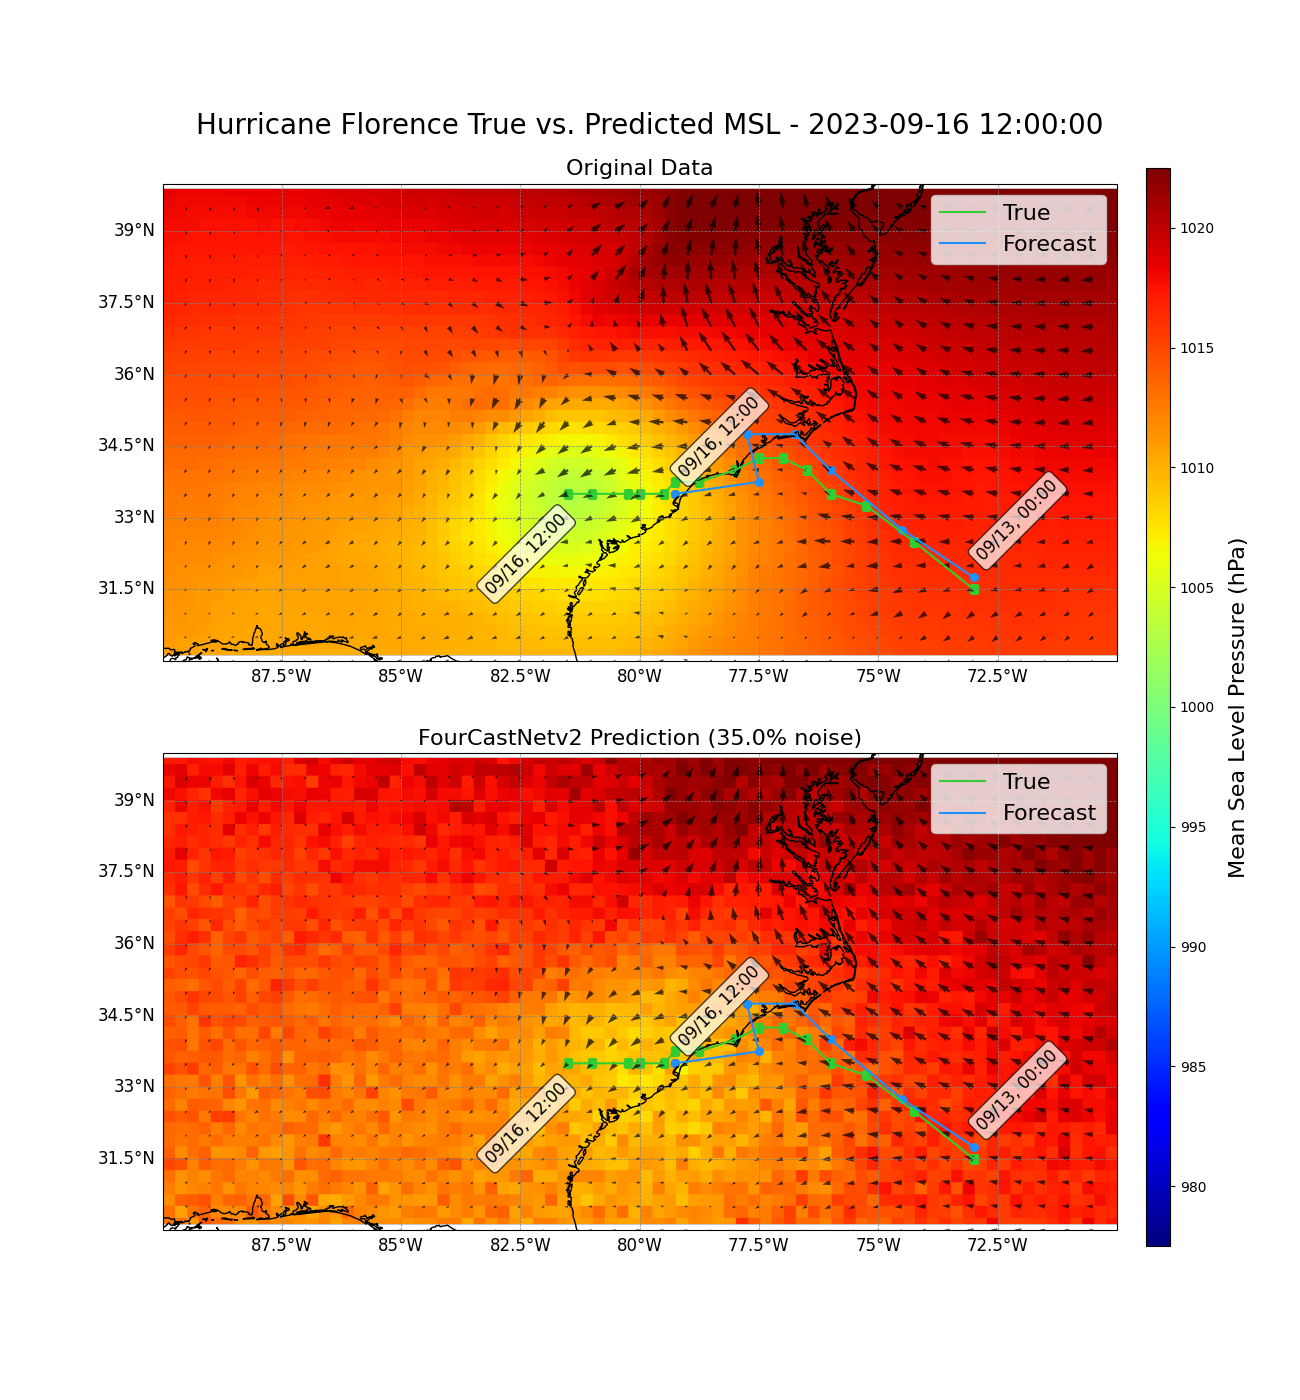 Hurricane Florence True vs. Predicted MSL - 2023-09-16 12:00:00
Original Data
True
Forecast
39°N
37.5°N
36°N
34.5°N
33°N
31.5°N
09/16, 12:00
09/13, 00:00
09/16, 12:00
87.5°W
85°W
82.5°W
80°W
77.5°W
75°W
72.5°W
FourCastNetv2 Prediction (35.0% noise)
True
Forecast
39°N
37.5°N
36°N
34.5°N
33°N
31.5°N
09/16, 12:00
09/13, 00:00
09/16, 12:00
87.5°W
85°W
82.5°W
80°W
77.5°W
75°W
72.5°W
1020
1015
1010
1005
1000
995
990
985
980
Mean Sea Level Pressure (hPa)